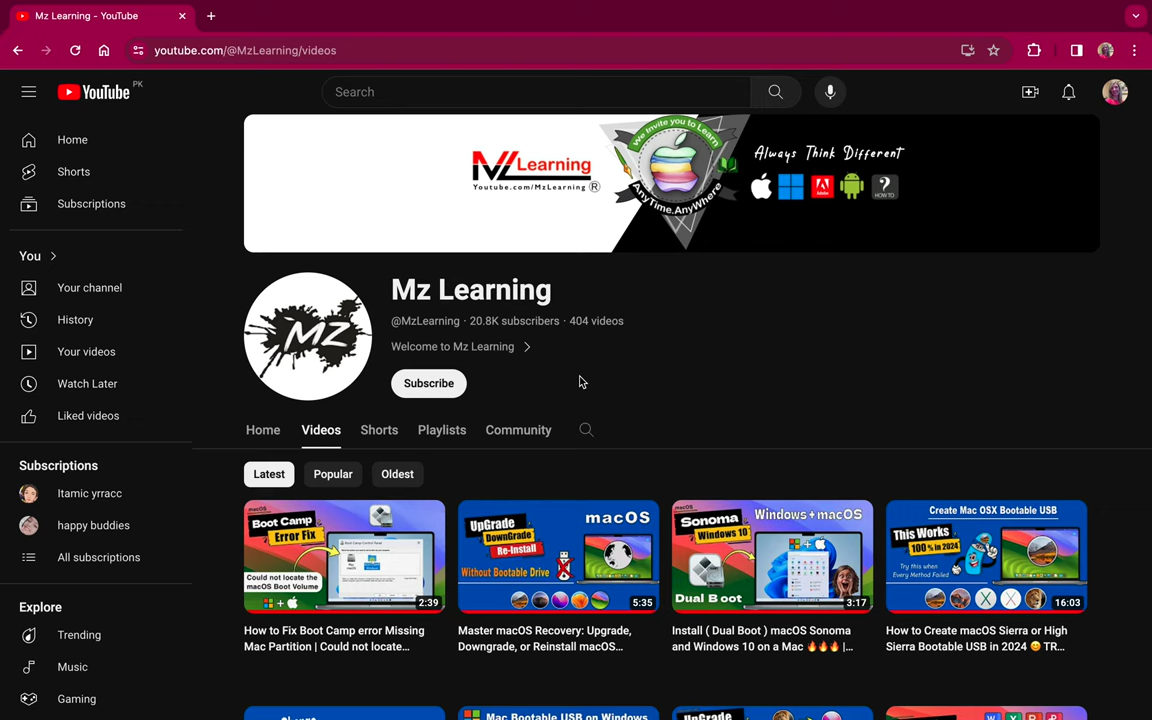 Mz Learning - YouTube
youtube.com/@MzLearning/videos
YouTube PK
Search
Home
Shorts
Subscriptions
You
Your channel
History
Your videos
Watch Later
Liked videos
Subscriptions
Itamic yrracc
happy buddies
All subscriptions
Explore
Trending
Music
Gaming
MZ Learning
Youtube.com/MzLearning ®
We Invite you to Learn
AnyTime.AnyWhere
Always Think Different
?
HOW TO
MZ
Mz Learning
@MzLearning · 20.8K subscribers · 404 videos
Welcome to Mz Learning
Subscribe
Home Videos Shorts Playlists Community
Latest Popular Oldest
macOS
Boot Camp
Error Fix
Could not locate
the
macOS Boot Volume
2:39
How to Fix Boot Camp error Missing
Mac Partition | Could not locate...
UpGrade
DownGrade
Re-Install
macOS
Without Bootable Drive
5:35
Master macOS Recovery: Upgrade,
Downgrade, or Reinstall macOS...
macOS
Sonoma
Windows 10
Windows+macOS
Dual Boot
3:17
Install ( Dual Boot ) macOS Sonoma
and Windows 10 on a Mac 🔥🔥🔥 |...
Create Mac OSX Bootable USB
This Works
100% in 2024
Try this when
Every Method Failed
16:03
How to Create macOS Sierra or High
Sierra Bootable USB in 2024 😊 TR...
Mac Bootable USB on Windows
UpGrade